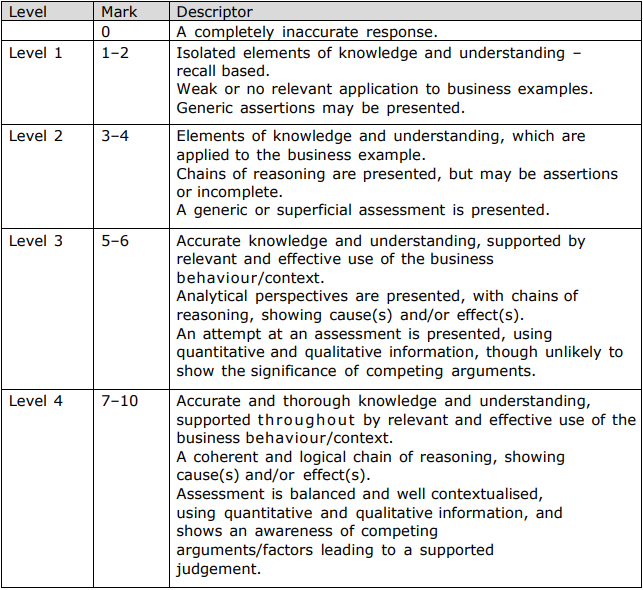 Level Mark Descriptor
0 A completely inaccurate response.
Level 1 1–2 Isolated elements of knowledge and understanding –
recall based.
Weak or no relevant application to business examples.
Generic assertions may be presented.
Level 2 3–4 Elements of knowledge and understanding, which are
applied to the business example.
Chains of reasoning are presented, but may be assertions
or incomplete.
A generic or superficial assessment is presented.
Level 3 5–6 Accurate knowledge and understanding, supported by
relevant and effective use of the business
behaviour/context.
Analytical perspectives are presented, with chains of
reasoning, showing cause(s) and/or effect(s).
An attempt at an assessment is presented, using
quantitative and qualitative information, though unlikely to
show the significance of competing arguments.
Level 4 7–10 Accurate and thorough knowledge and understanding,
supported throughout by relevant and effective use of the
business behaviour/context.
A coherent and logical chain of reasoning, showing
cause(s) and/or effect(s).
Assessment is balanced and well contextualised,
using quantitative and qualitative information, and
shows an awareness of competing
arguments/factors leading to a supported
judgement.